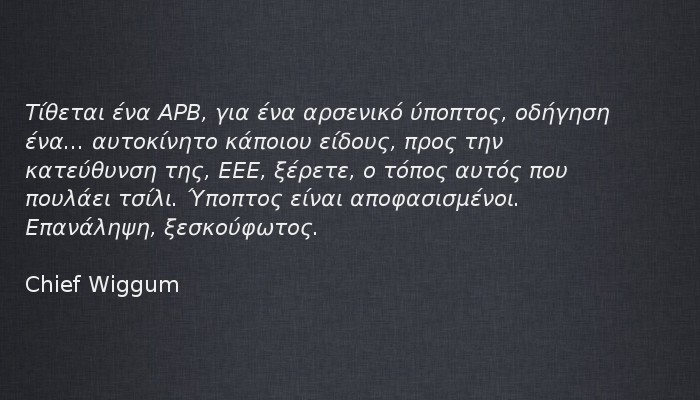 Τίθεται ένα APB, για ένα αρσενικό ύποπτος, οδήγηση
ένα... αυτοκίνητο κάποιου είδους, προς την
κατεύθυνση της, ΕΕΕ, ξέρετε, ο τόπος αυτός που
πουλάει τσίλι. Ύποπτος είναι αποφασισμένοι.
Επανάληψη, ξεσκούφωτος.
Chief Wiggum